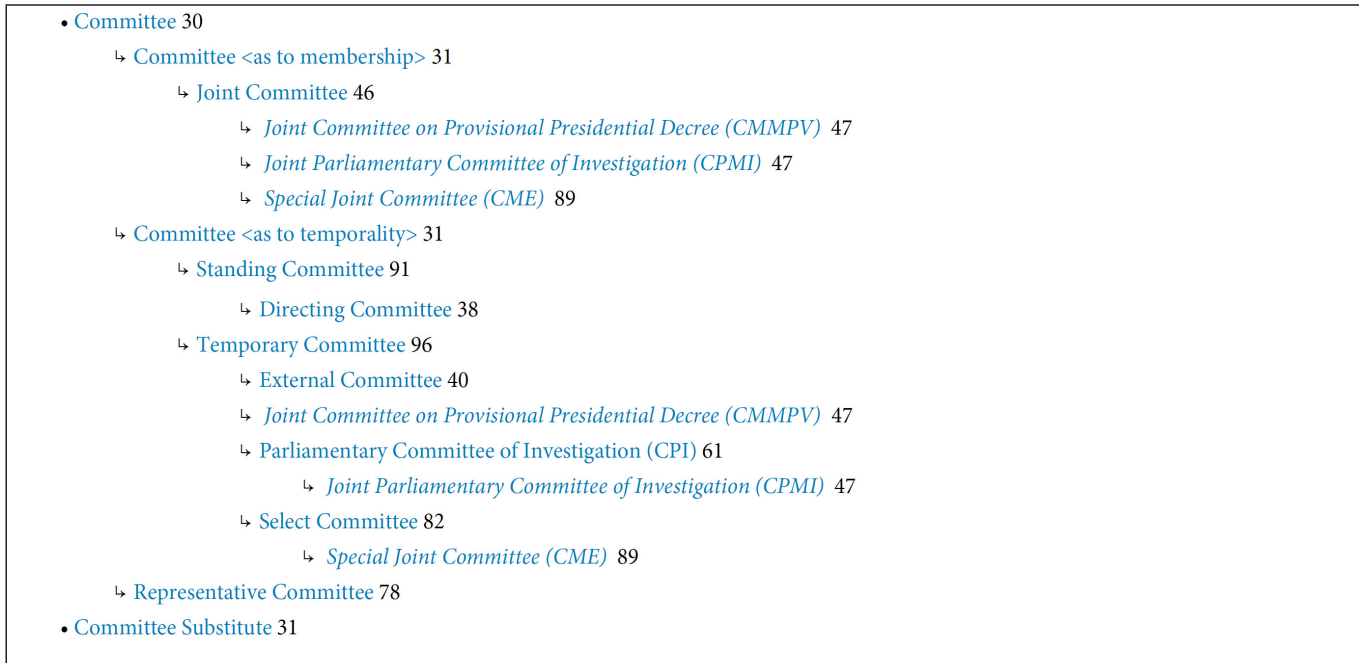 • Committee 30
↳ Committee <as to membership> 31
↳ Joint Committee 46
↳ Joint Committee on Provisional Presidential Decree (CMMPV) 47
↳ Joint Parliamentary Committee of Investigation (CPMI) 47
↳ Special Joint Committee (CME) 89
↳ Committee <as to temporality> 31
↳ Standing Committee 91
↳ Directing Committee 38
↳ Temporary Committee 96
↳ External Committee 40
↳ Joint Committee on Provisional Presidential Decree (CMMPV) 47
↳ Parliamentary Committee of Investigation (CPI) 61
↳ Joint Parliamentary Committee of Investigation (CPMI) 47
↳ Select Committee 82
↳ Special Joint Committee (CME) 89
↳ Representative Committee 78
• Committee Substitute 31